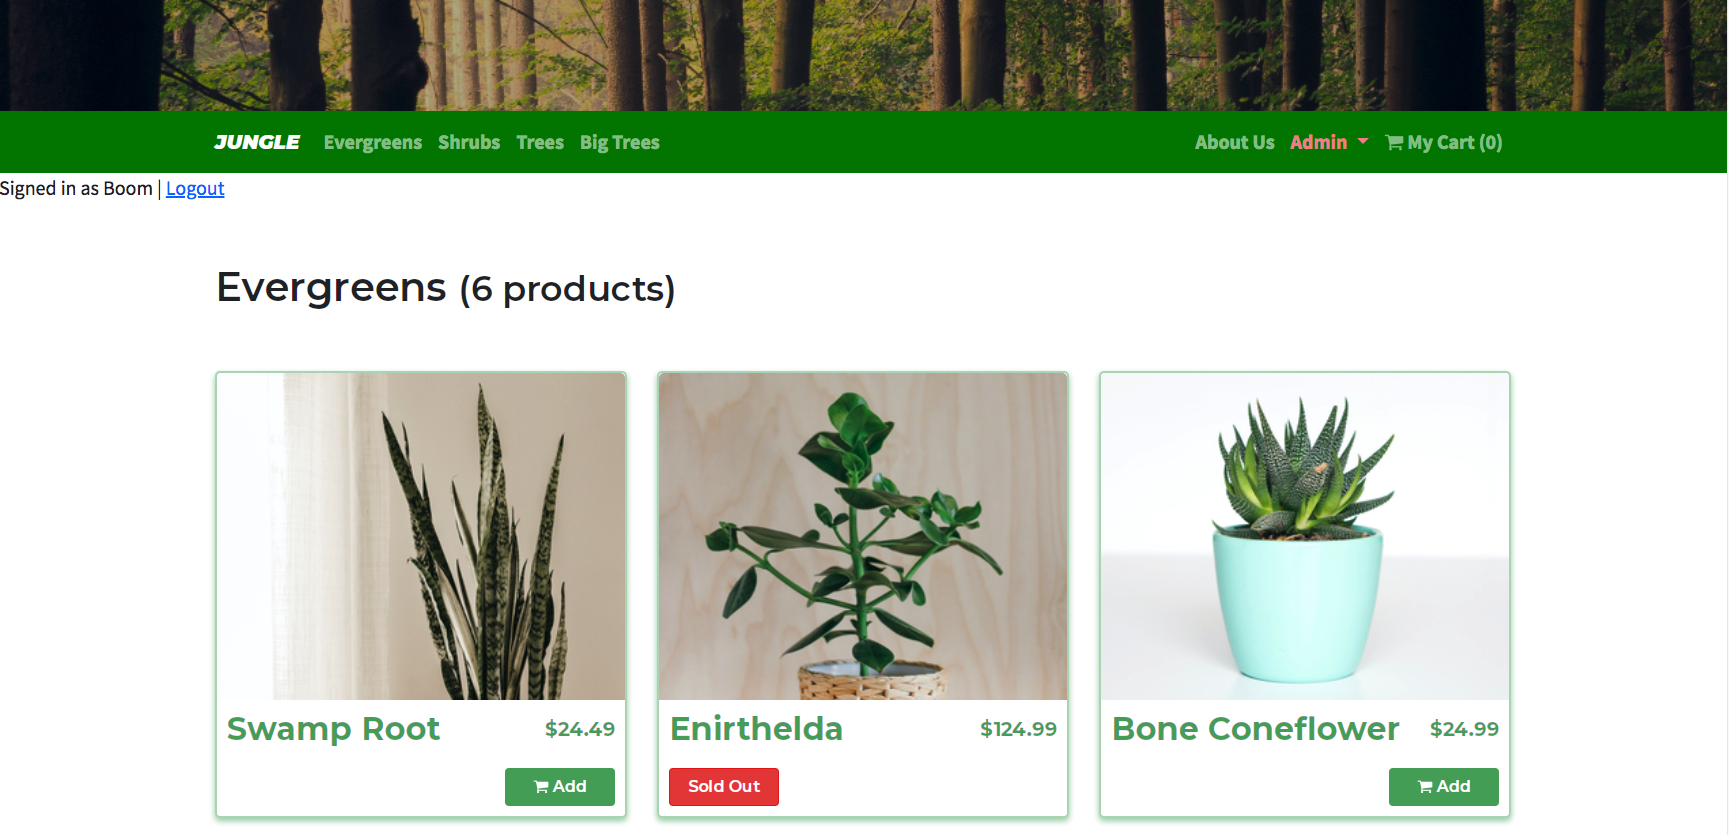 JUNGLE Evergreens Shrubs Trees Big Trees About Us Admin My Cart (0)
Signed in as Boom | Logout
Evergreens (6 products)
Swamp Root $24.49
Add
Enirthelda $124.99
Sold Out
Bone Coneflower $24.99
Add